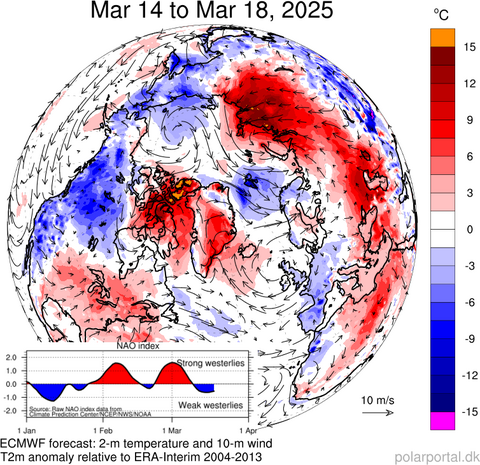 Mar 14 to Mar 18, 2025
oC
15
12
9
6
3
0
-3
-6
-9
-12
-15
NAO index
2.0
1.0
0.0
-1.0
-2.0
Strong westerlies
Weak westerlies
Source: Raw NAO index data from
Climate Prediction Center/NCEP/NWS/NOAA
1 Jan
1 Feb
1 Mar
1 Apr
10 m/s
ECMWF forecast: 2-m temperature and 10-m wind
T2m anomaly relative to ERA-Interim 2004-2013
polarportal.dk